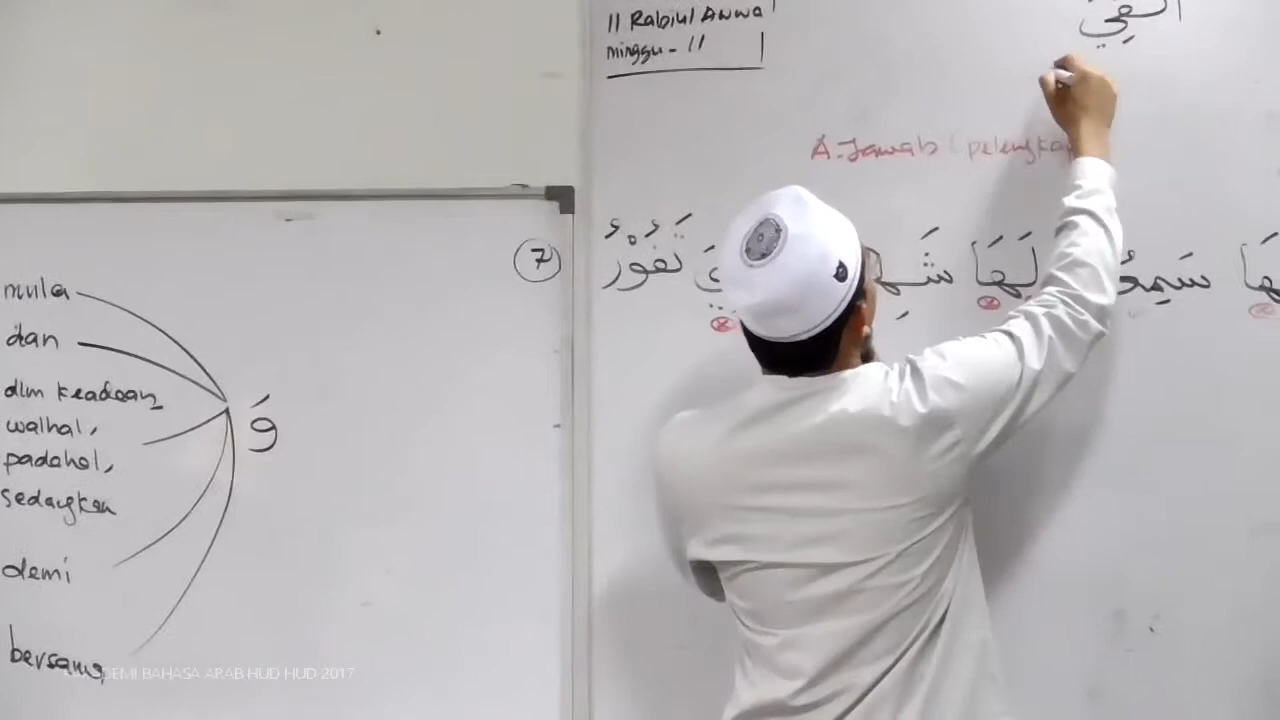 11 Rabiul Awwal
minggu - 11
أُلْقِيَ
A. Jawab (pelengkap
لَهَا شَهِ
تَفُوْرُ
سَمِعُ
7
mula
dan
dlm keadaan
walhal,
padahal,
sedangkan
demi
bersama,
وَ
DEMI BAHASA ARAB HUD HUD 2017